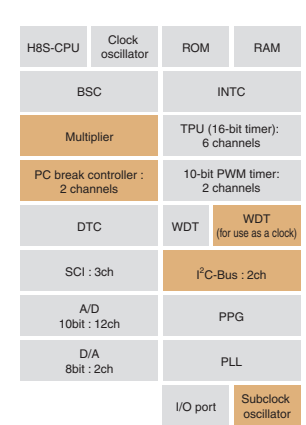 H8S-CPU
Clock
oscillator
ROM
RAM
BSC
INTC
Multiplier
TPU (16-bit timer):
6 channels
PC break controller :
2 channels
10-bit PWM timer:
2 channels
DTC
WDT
WDT
(for use as a clock)
SCI : 3ch
I²C-Bus : 2ch
A/D
10bit : 12ch
PPG
D/A
8bit : 2ch
PLL
I/O port
Subclock
oscillator